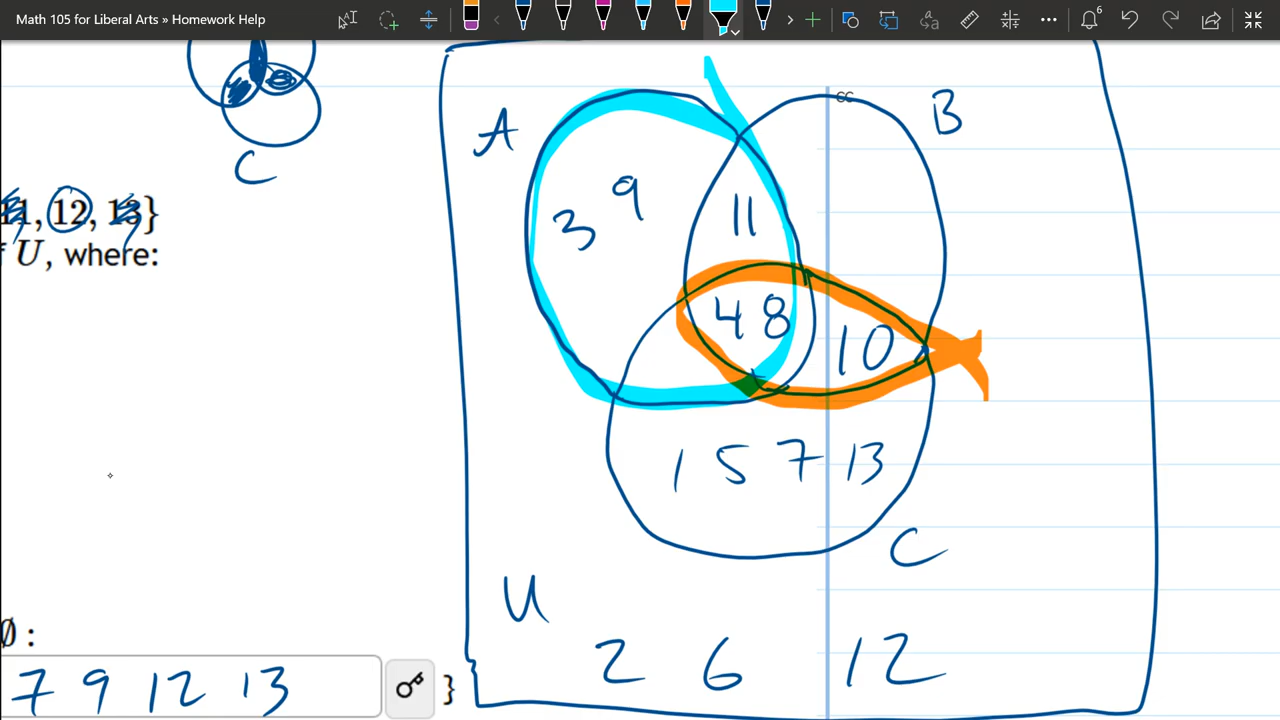 Math 105 for Liberal Arts » Homework Help
6
C
11, 12, 13}
U, where:
A
B
3 9
11
4 8
10
1 5 7 13
C
U
2 6 12
∅ :
7 9 12 13 }